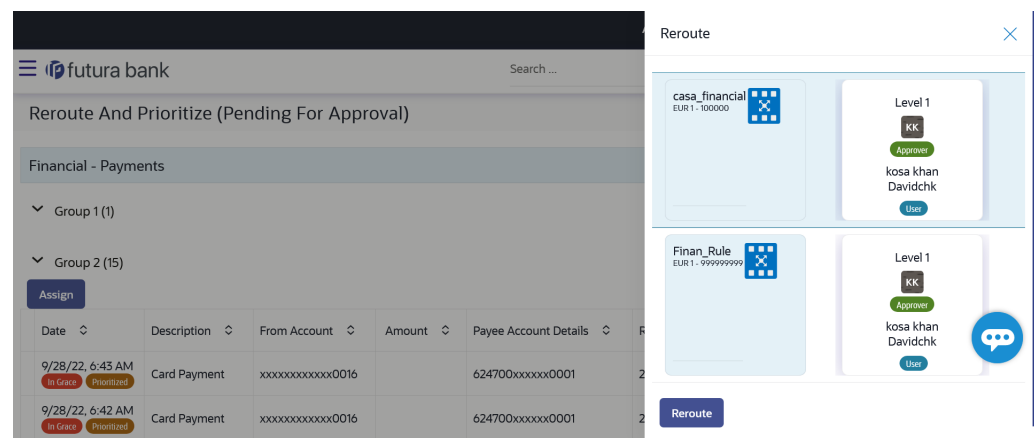 futura bank
Search ...
Reroute And Prioritize (Pending For Approval)
Financial - Payments
Group 1 (1)
Group 2 (15)
Assign
Date Description From Account Amount Payee Account Details
9/28/22, 6:43 AM
In Grace Prioritized
Card Payment xxxxxxxxxxxx0016 624700xxxxxx0001
9/28/22, 6:42 AM
In Grace Prioritized
Card Payment xxxxxxxxxxxx0016 624700xxxxxx0001
Reroute
casa_financial
EUR 1 - 100000
Level 1
KK
Approver
kosa khan
Davidchk
User
Finan_Rule
EUR 1 - 999999999
Level 1
KK
Approver
kosa khan
Davidchk
User
Reroute